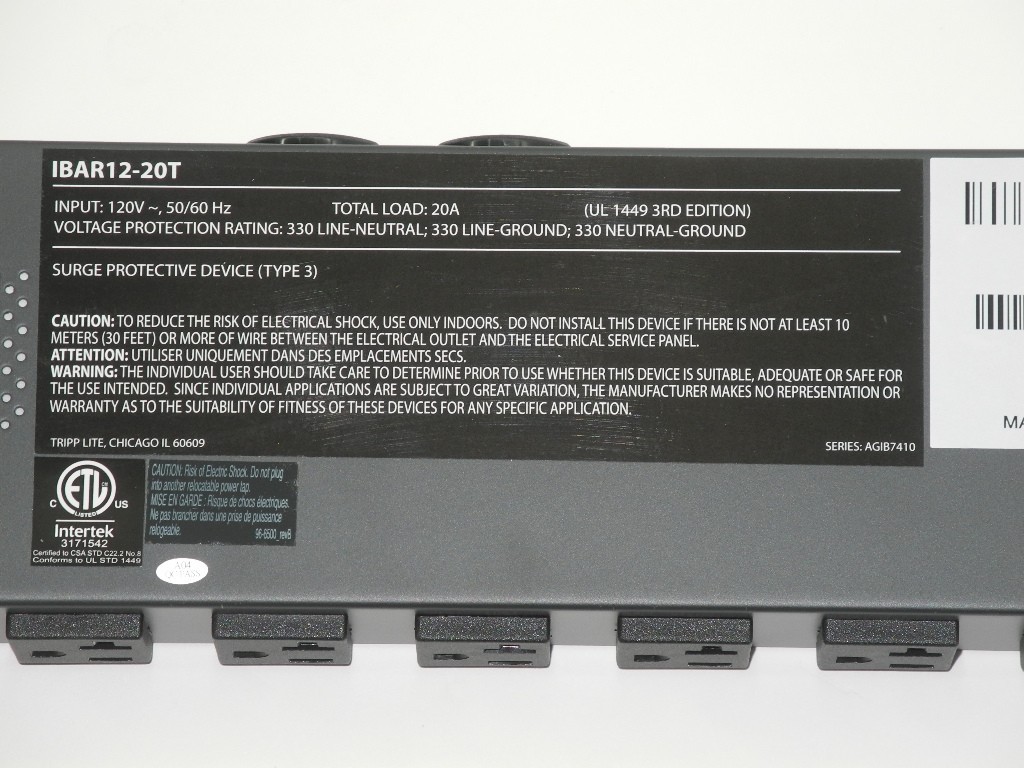 IBAR12-20T
INPUT: 120V ~, 50/60 Hz TOTAL LOAD: 20A (UL 1449 3RD EDITION)
VOLTAGE PROTECTION RATING: 330 LINE-NEUTRAL; 330 LINE-GROUND; 330 NEUTRAL-GROUND
SURGE PROTECTIVE DEVICE (TYPE 3)
CAUTION: TO REDUCE THE RISK OF ELECTRICAL SHOCK, USE ONLY INDOORS. DO NOT INSTALL THIS DEVICE IF THERE IS NOT AT LEAST 10
METERS (30 FEET) OR MORE OF WIRE BETWEEN THE ELECTRICAL OUTLET AND THE ELECTRICAL SERVICE PANEL.
ATTENTION: UTILISER UNIQUEMENT DANS DES EMPLACEMENTS SECS.
WARNING: THE INDIVIDUAL USER SHOULD TAKE CARE TO DETERMINE PRIOR TO USE WHETHER THIS DEVICE IS SUITABLE, ADEQUATE OR SAFE FOR
THE USE INTENDED. SINCE INDIVIDUAL APPLICATIONS ARE SUBJECT TO GREAT VARIATION, THE MANUFACTURER MAKES NO REPRESENTATION OR
WARRANTY AS TO THE SUITABILITY OF FITNESS OF THESE DEVICES FOR ANY SPECIFIC APPLICATION.
TRIPP LITE, CHICAGO IL 60609 SERIES: AGIB7410
MA
ETL CM
LISTED
C US
Intertek
3171542
Certified to CSA STD C22.2 No.8
Conforms to UL STD 1449
CAUTION: Risk of Electric Shock. Do not plug
into another relocatable power tap.
MISE EN GARDE : Risque de chocs électriques.
Ne pas brancher dans une prise de puissance
relogeable. 96-6500_revB
A04